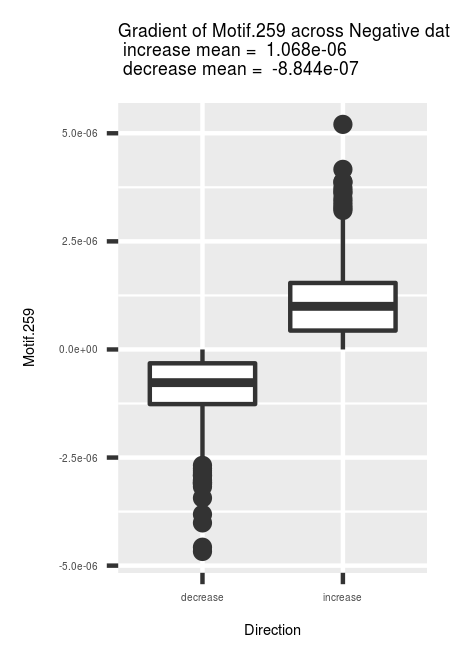 Gradient of Motif.259 across Negative dat
increase mean = 1.068e-06
decrease mean = -8.844e-07
5.0e-06
2.5e-06
0.0e+00
-2.5e-06
-5.0e-06
Motif.259
decrease increase
Direction